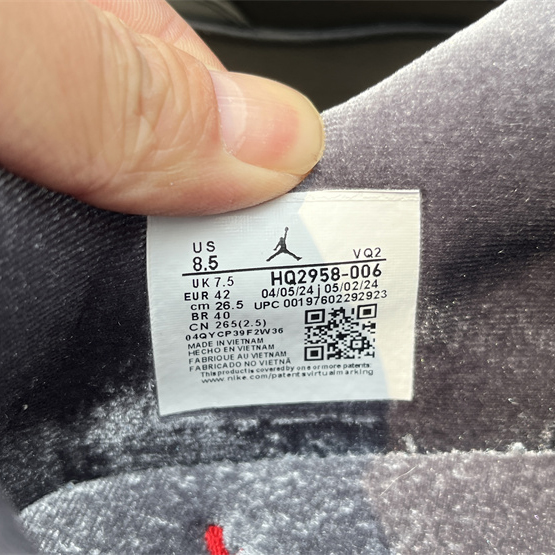 US
8.5
VQ2
UK 7.5
HQ2958-006
EUR 42
04/05/24 | 05/02/24
cm 26.5
UPC 00197602292923
BR 40
CN 265(2.5)
04QYCP39F2W36
MADE IN VIETNAM
HECHO EN VIETNAM
FABRIQUE AU VIETNAM
FABRICADO NO VIETNÃ
This product is covered by one or more patents:
www.nike.com/patentsvirtualmarking